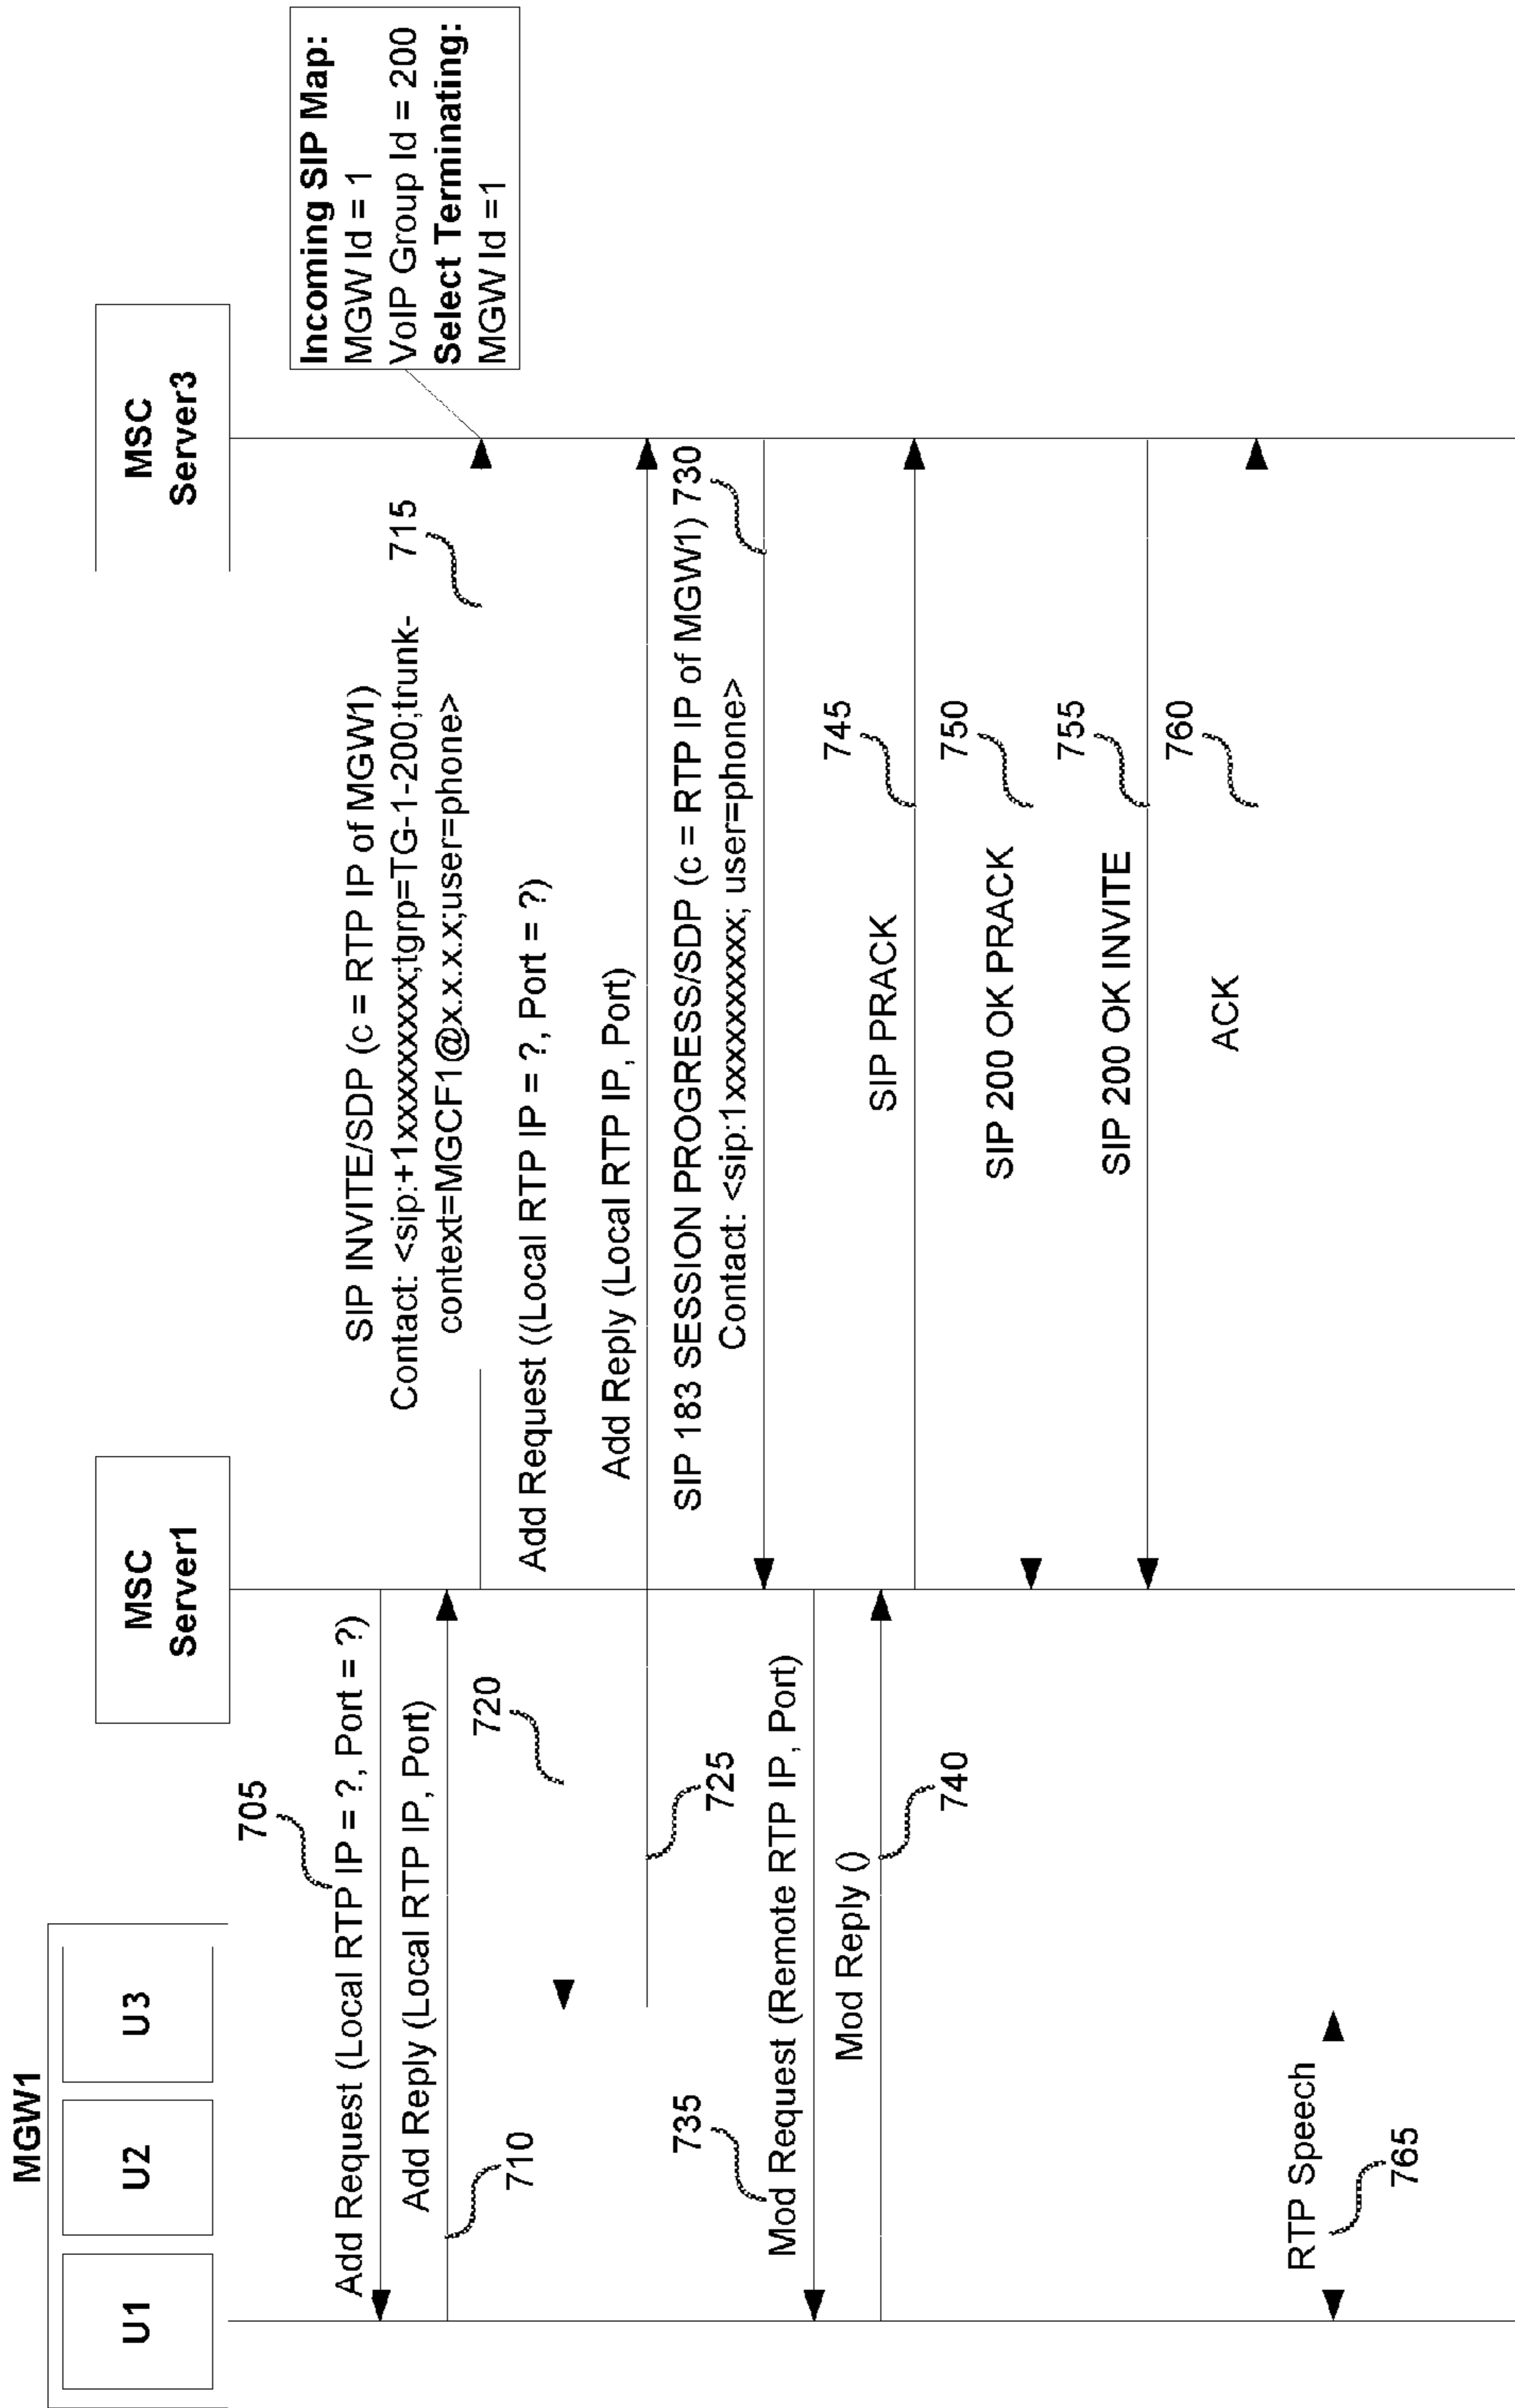 MGW1
U1
U2
U3
MSC
Server1
MSC
Server3
705
Add Request (Local RTP IP = ?, Port = ?)
Add Reply (Local RTP IP, Port)
710
SIP INVITE/SDP (c = RTP IP of MGW1)
Contact: <sip:+1xxxxxxxxx;tgrp=TG-1-200;trunk-
context=MGCF1@x.x.x.x;user=phone>
715
Incoming SIP Map:
MGW Id = 1
VoIP Group Id = 200
Select Terminating:
MGW Id =1
720
Add Request ((Local RTP IP = ?, Port = ?)
Add Reply (Local RTP IP, Port)
725
SIP 183 SESSION PROGRESS/SDP (c = RTP IP of MGW1) 730
Contact: <sip:1xxxxxxxxxx; user=phone>
735
Mod Request (Remote RTP IP, Port)
Mod Reply ()
740
SIP PRACK
745
SIP 200 OK PRACK
750
SIP 200 OK INVITE
755
ACK
760
RTP Speech
765